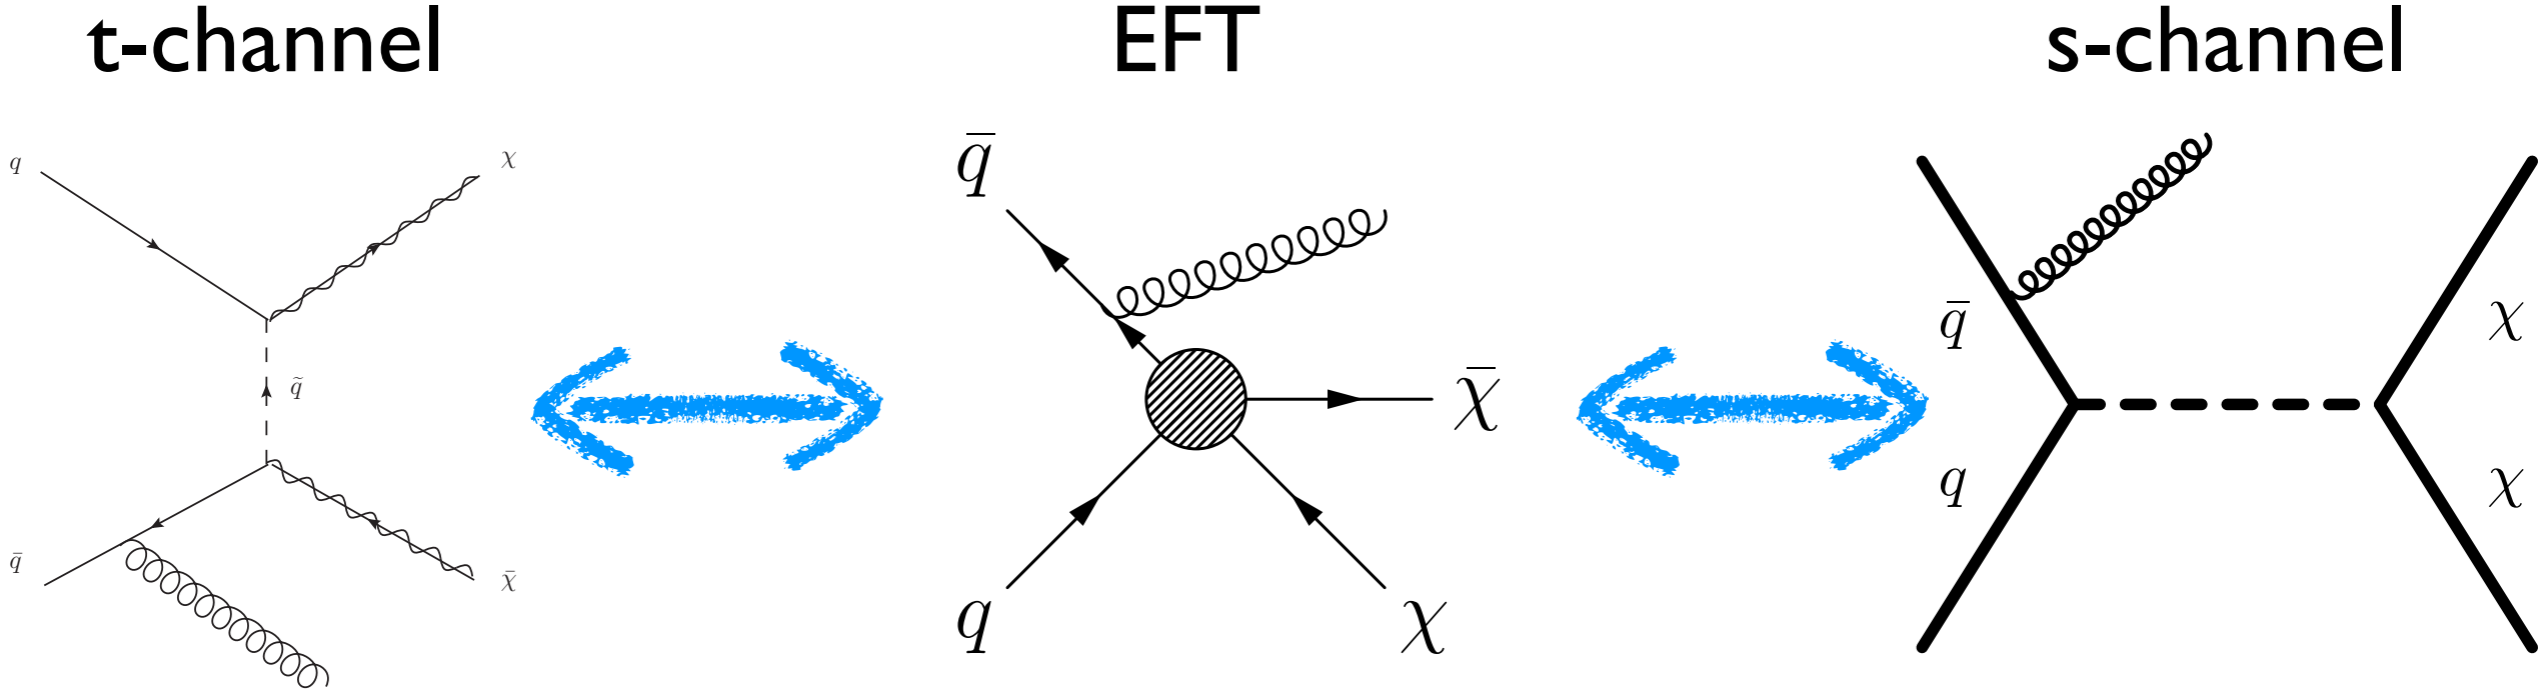 t-channel
EFT
s-channel
q
χ
q̃
q̄
χ̄
q̄
χ̄
q
χ
q̄
q
χ
χ